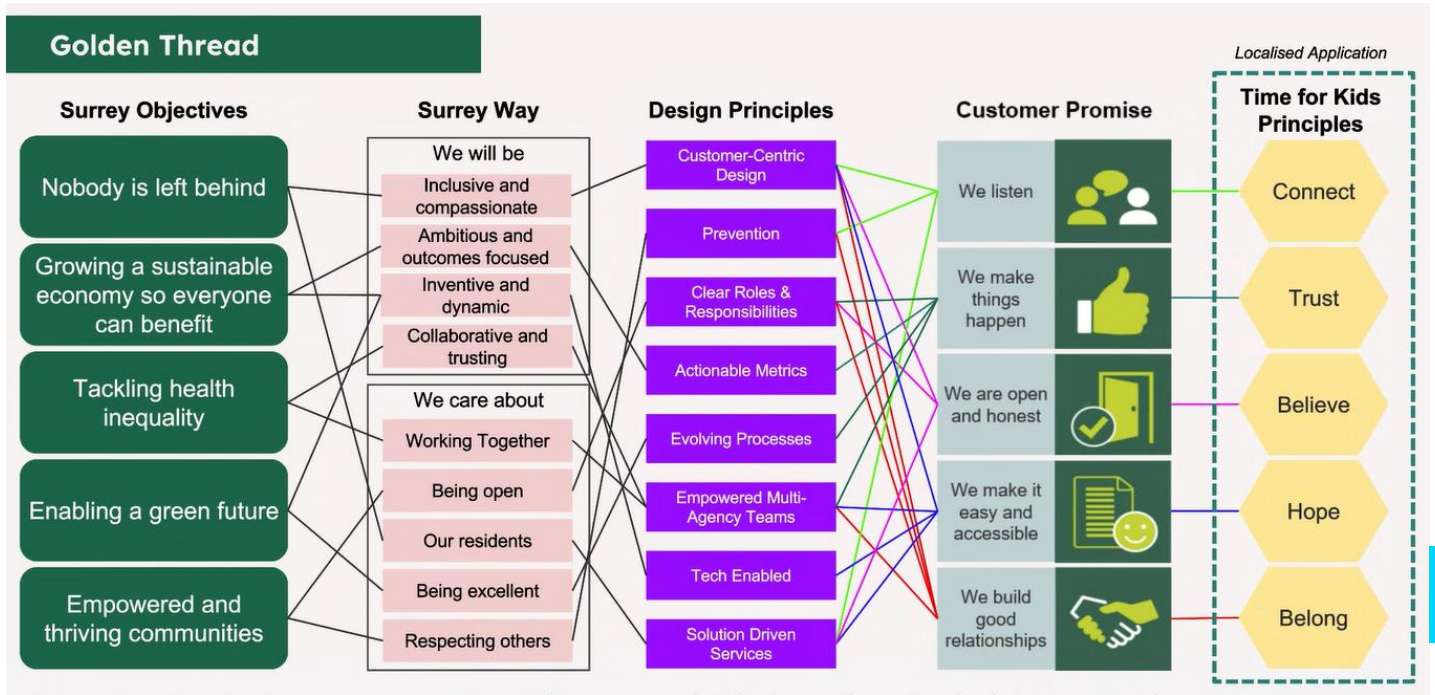 Golden Thread
Localised Application
Surrey Objectives
Nobody is left behind
Growing a sustainable
economy so everyone
can benefit
Tackling health
inequality
Enabling a green future
Empowered and
thriving communities
Surrey Way
We will be
Inclusive and
compassionate
Ambitious and
outcomes focused
Inventive and
dynamic
Collaborative and
trusting
We care about
Working Together
Being open
Our residents
Being excellent
Respecting others
Design Principles
Customer-Centric
Design
Prevention
Clear Roles &
Responsibilities
Actionable Metrics
Evolving Processes
Empowered Multi-
Agency Teams
Tech Enabled
Solution Driven
Services
Customer Promise
We listen
We make
things
happen
We are open
and honest
We make it
easy and
accessible
We build
good
relationships
Time for Kids
Principles
Connect
Trust
Believe
Hope
Belong